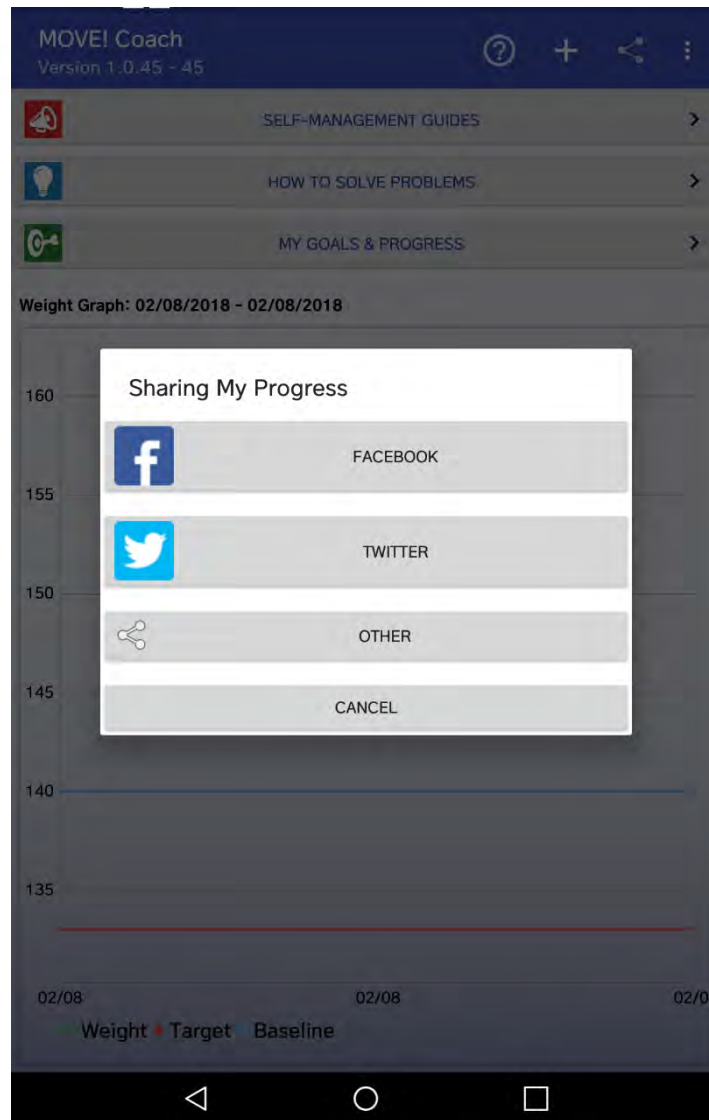 MOVE! Coach
Version 1.0.45 - 45
SELF-MANAGEMENT GUIDES
HOW TO SOLVE PROBLEMS
MY GOALS & PROGRESS
Weight Graph: 02/08/2018 - 02/08/2018
Sharing My Progress
160
FACEBOOK
155
TWITTER
150
OTHER
145
CANCEL
140
135
02/08 02/08 02/0
Weight Target Baseline